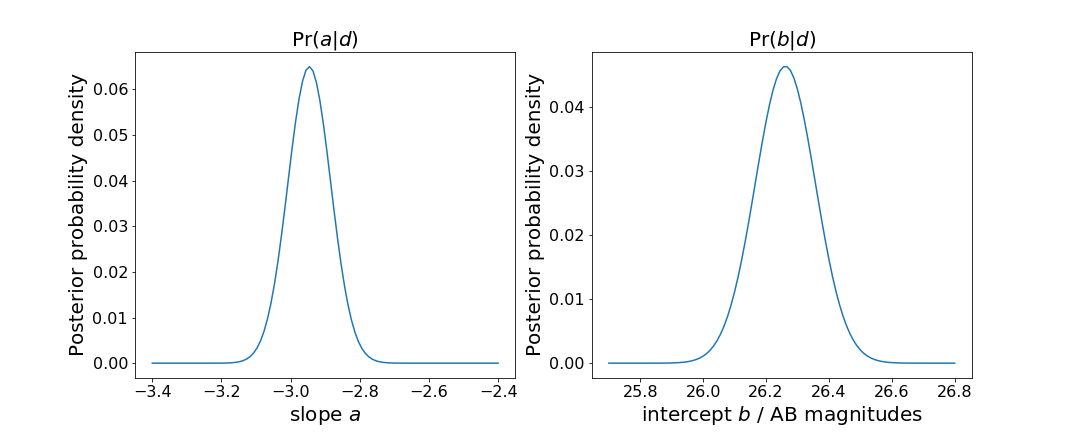 Pr(a|d)
Posterior probability density
0.06
0.05
0.04
0.03
0.02
0.01
0.00
−3.4 −3.2 −3.0 −2.8 −2.6 −2.4
slope a
Pr(b|d)
Posterior probability density
0.04
0.03
0.02
0.01
0.00
25.8 26.0 26.2 26.4 26.6 26.8
intercept b / AB magnitudes